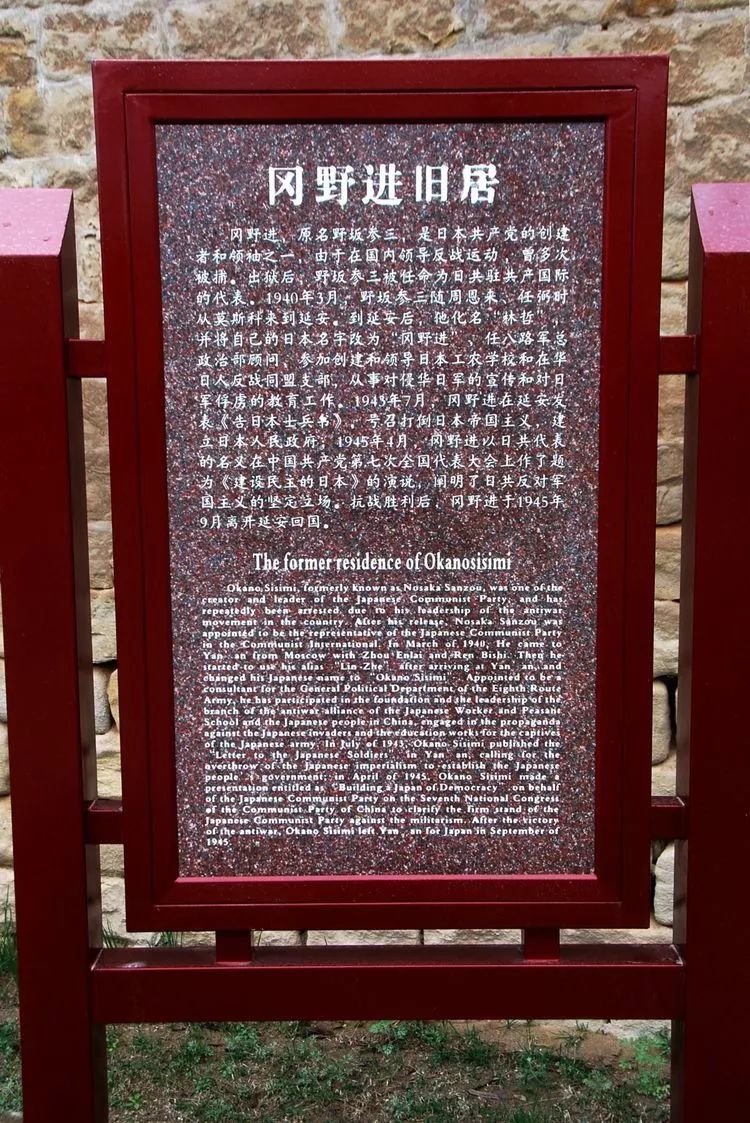 冈野进旧居
冈野进，原名野坂参三，是日本共产党的创建
者和领袖之一，由于在国内领导反战运动，曾多次
被捕。出狱后，野坂参三被任命为日共驻共产国际
的代表。1940年3月，野坂参三随周恩来、任弼时
从莫斯科来到延安。到延安后，他化名“林哲”，
并将自己的日本名字改为“冈野进”，任八路军总
政治部顾问，参加创建和领导日本工农学校和在华
日人反战同盟支部，从事对侵华日军的宣传和对日
军俘虏的教育工作。1943年7月，冈野进在延安发
表《告日本士兵书》，号召打倒日本帝国主义，建
立日本人民政府；1945年4月，冈野进以日共代表
的名义在中国共产党第七次全国代表大会上作了题
为《建设民主的日本》的演说，阐明了日共反对军
国主义的坚定立场。抗战胜利后，冈野进于1945年
9月离开延安回国。
The former residence of Okanosisimi
Okano Sisimi, formerly known as Nosaka Sanzou, was one of the
creator and leader of the Japanese Communist Party, and has
repeatedly been arrested due to his leadership of the antiwar
movement in the country. After his release, Nosaka Sanzou was
appointed to be the representative of the Japanese Communist Party
in the Communist International. In March of 1940, He came to
Yan'an from Moscow with Zhou Enlai and Ren Bishi. Then he
started to use his alias "Lin Zhe" after arriving at Yan'an, and
changed his Japanese name to "Okano Sisimi". Appointed to be a
consultant for the General Political Department of the Eighth Route
Army, he has participated in the foundation and the leadership of the
branch of the antiwar alliance of the Japanese Worker and Peasant
School and the Japanese people in China, engaged in the propaganda
against the Japanese invaders and the education works for the captives
of the Japanese army. In July of 1943, Okano Sisimi published the
"Letter to the Japanese Soldiers" in Yan'an, calling for the
overthrow of the Japanese imperialism to establish the Japanese
people's government; in April of 1945, Okano Sisimi made a
presentation entitled as "Building a Japan of Democracy" on behalf
of the Japanese Communist Party on the Seventh National Congress
of the Communist Party of China to clarify the firm stand of the
Japanese Communist Party against the militarism. After the victory
of the antiwar, Okano Sisimi left Yan'an for Japan in September of
1945.